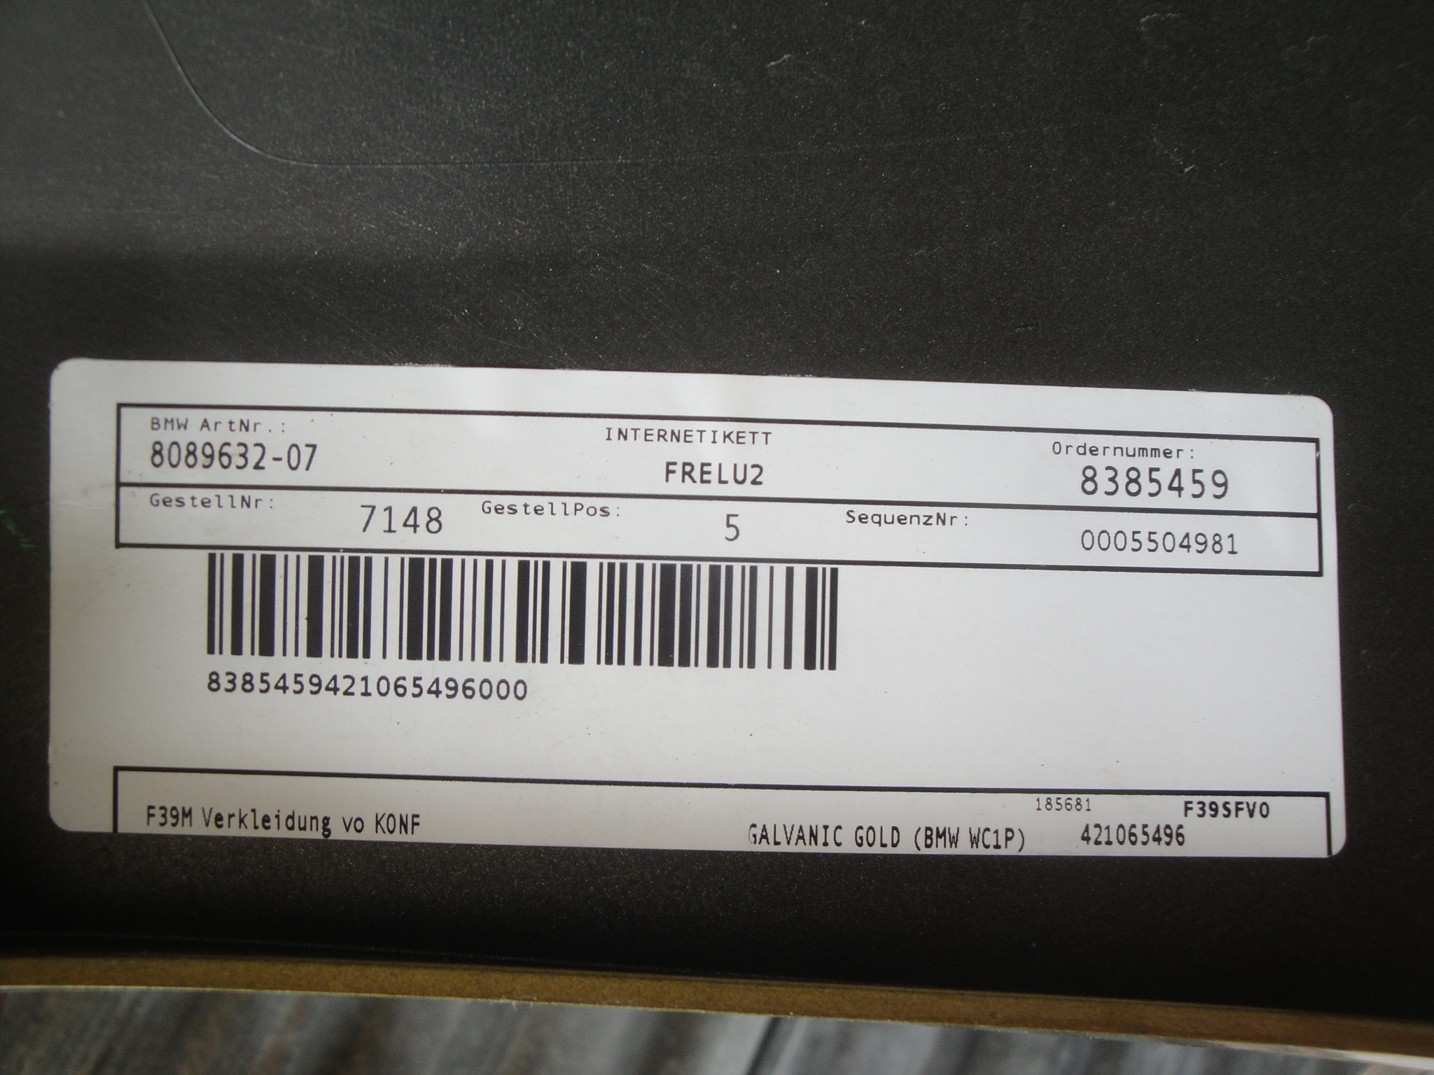 BMW ArtNr.: INTERNETIKETT Ordernummer:
8089632-07 FRELU2 8385459
GestellNr: 7148 GestellPos: 5 SequenzNr: 0005504981
8385459421065496000
185681 F39SFVO
F39M Verkleidung vo KONF GALVANIC GOLD (BMW WC1P) 421065496